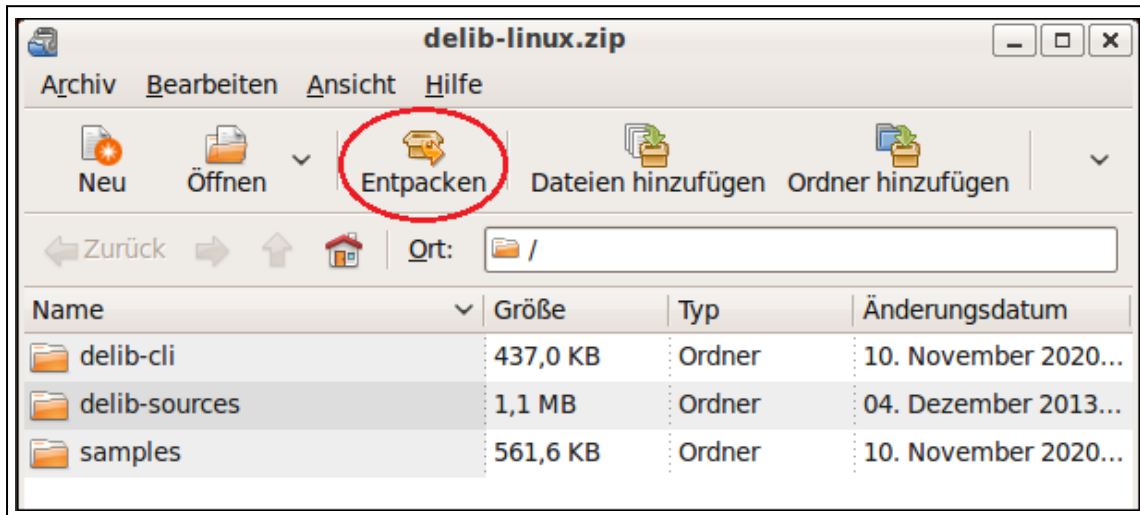 delib-linux.zip
Archiv Bearbeiten Ansicht Hilfe
Neu Öffnen Entpacken Dateien hinzufügen Ordner hinzufügen
Zurück Ort: /
Name Größe Typ Änderungsdatum
delib-cli 437,0 KB Ordner 10. November 2020...
delib-sources 1,1 MB Ordner 04. Dezember 2013...
samples 561,6 KB Ordner 10. November 2020...